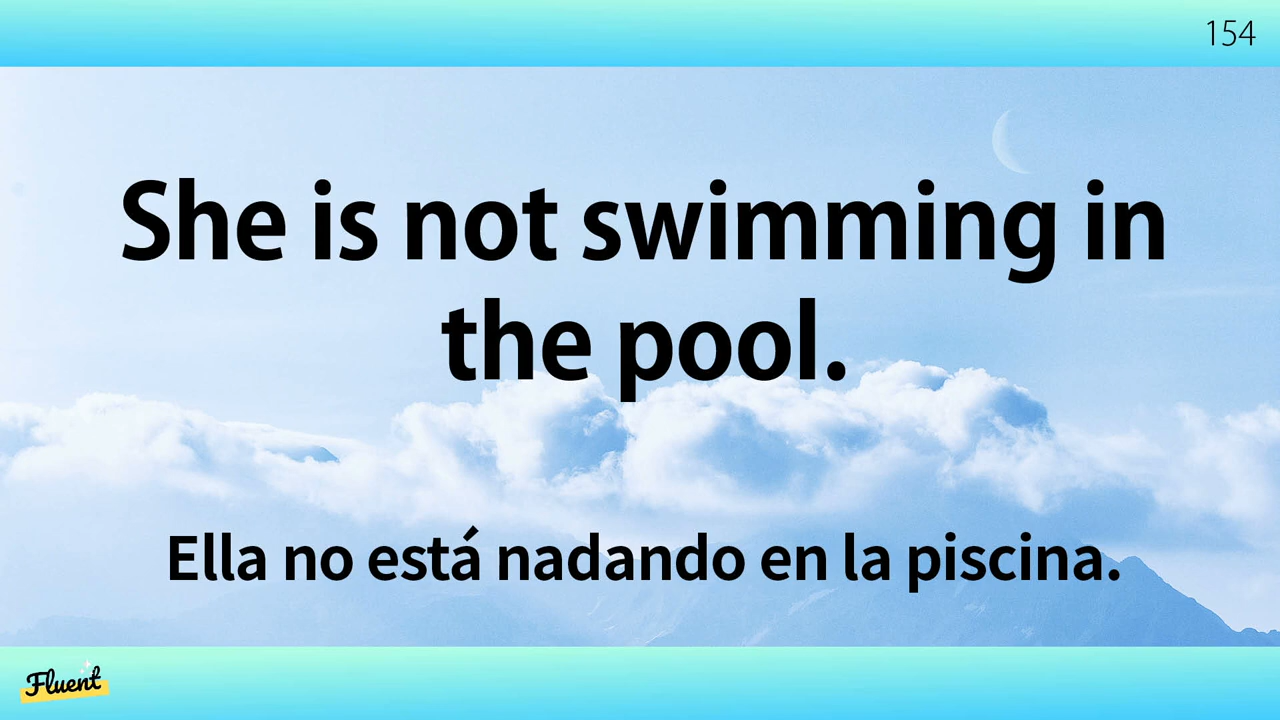 154
She is not swimming in
the pool.
Ella no está nadando en la piscina.
Fluent